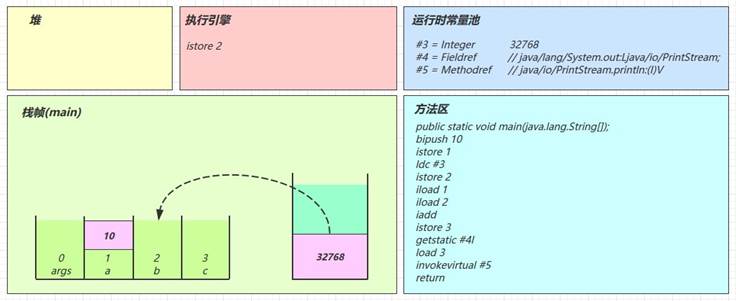 堆
执行引擎
istore 2
运行时常量池
#3 = Integer 32768
#4 = Fieldref // java/lang/System.out:Ljava/io/PrintStream;
#5 = Methodref // java/io/PrintStream.println:(I)V
栈帧(main)
10
32768
0 1 2 3
args a b c
方法区
public static void main(java.lang.String[]);
bipush 10
istore 1
ldc #3
istore 2
iload 1
iload 2
iadd
istore 3
getstatic #4I
load 3
invokevirtual #5
return